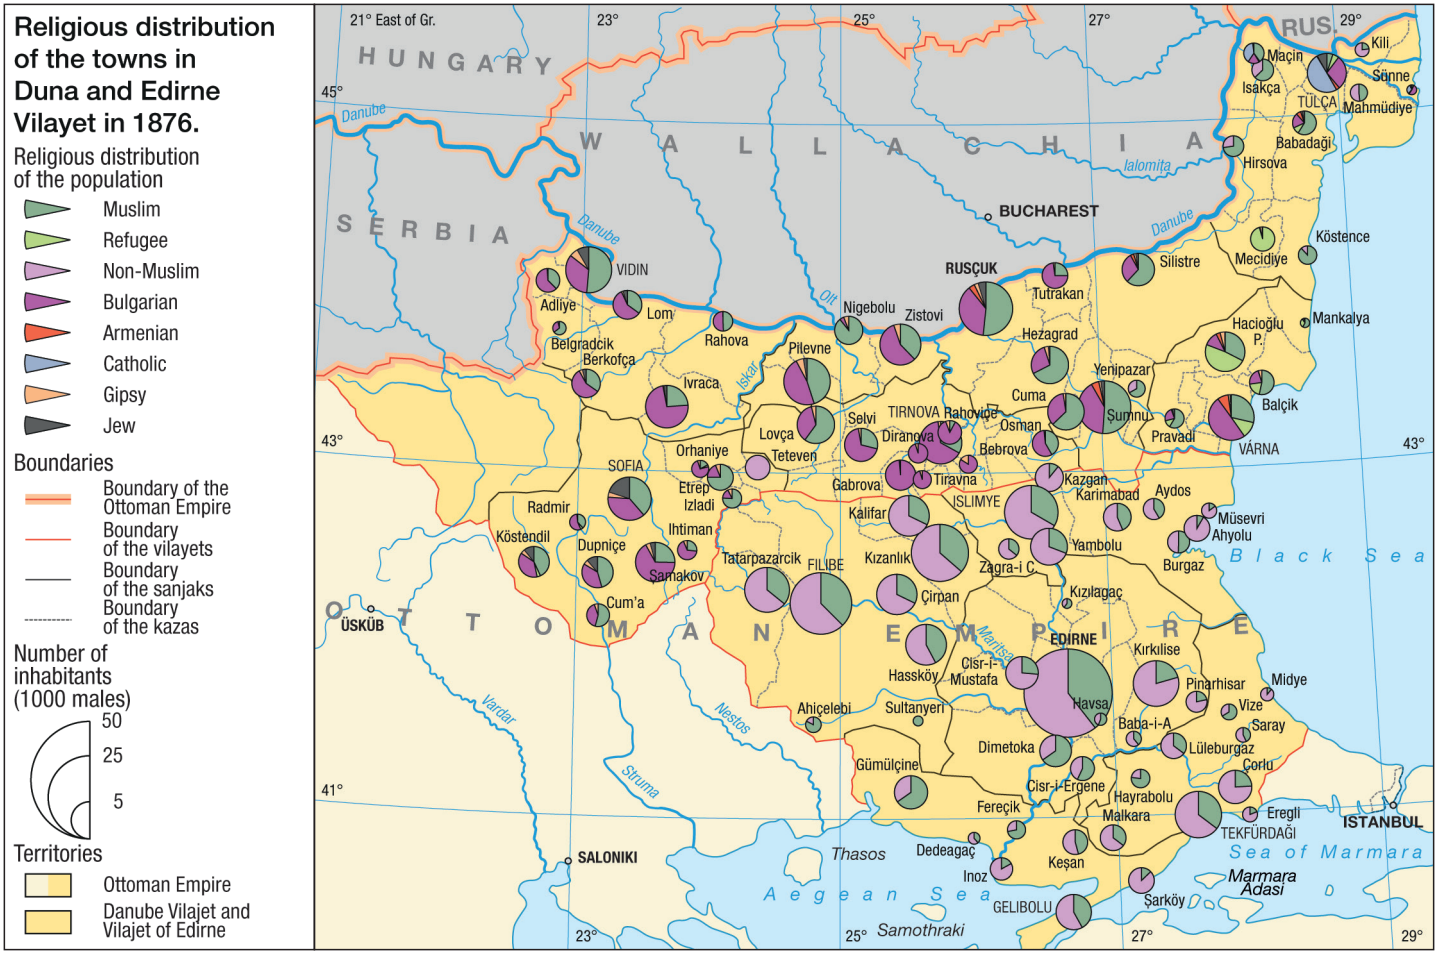 Religious distribution
of the towns in
Duna and Edirne
Vilayet in 1876.
Religious distribution
of the population
Muslim
Refugee
Non-Muslim
Bulgarian
Armenian
Catholic
Gipsy
Jew
Boundaries
Boundary of the
Ottoman Empire
Boundary
of the vilayets
Boundary
of the sanjaks
Boundary
of the kazas
Number of
inhabitants
(1000 males)
50
25
5
Territories
Ottoman Empire
Danube Vilajet and
Vilajet of Edirne
21° East of Gr.
23°
25°
27°
29°
HUNGARY
RUS.
Kili
Maçin
Isakça
Sünne
TULÇA
Mahmüdiye
45°
Danube
WALLACHIA
Babadaği
Hirsova
Ialomița
SERBIA
BUCHAREST
Danube
Danube
Köstence
Mecidiye
VIDIN
RUSÇUK
Silistre
Adliye
Tutrakan
Olt
Nigebolu
Lom
Zistovi
Mankalya
Hacioğlu
P.
Belgradcik
Rahova
Hezagrad
Berkofça
Pilevne
Iskar
Yenipazar
Ivraca
Cuma
Balçik
TIRNOVA
Rahoviçe
Şumnu
Selvi
Osman
Pravadi
Lovça
Diranova
43°
43°
Orhaniye
Teteven
Bebrova
VÁRNA
SOFIA
Gabrova
Tiravna
Kazgan
Etrep
Izladi
Karimabad
Aydos
Radmir
Kalifar
ISLIMYE
Müsevri
Ahyolu
Köstendil
Ihtiman
Dupniçe
Tatarpazarcik
FILIBE
Kızanlık
Yambolu
Black Sea
Samakov
Zagra-i C.
Burgaz
Cum'a
Çirpan
Kızılagaç
ÜSKÜB
OTTOMAN EMPIRE
Maritsa
EDIRNE
Kırkılise
Hassköy
Cisr-i-
Mustafa
Pinarhisar
Midye
Vardar
Nestos
Ahiçelebi
Sultanyeri
Havsa
Vize
Baba-i-A
Saray
Dimetoka
Lüleburgaz
Struma
Gümülçine
Çorlu
Cisr-i-Ergene
Hayrabolu
41°
Fereçik
Malkara
Eregli
ISTANBUL
TEKFÜRDAĞI
Dedeagaç
SALONIKI
Thasos
Keşan
Sea of Marmara
Inoz
Marmara
Adasi
Aegean Sea
Şarköy
GELIBOLU
Samothraki
23°
25°
27°
29°